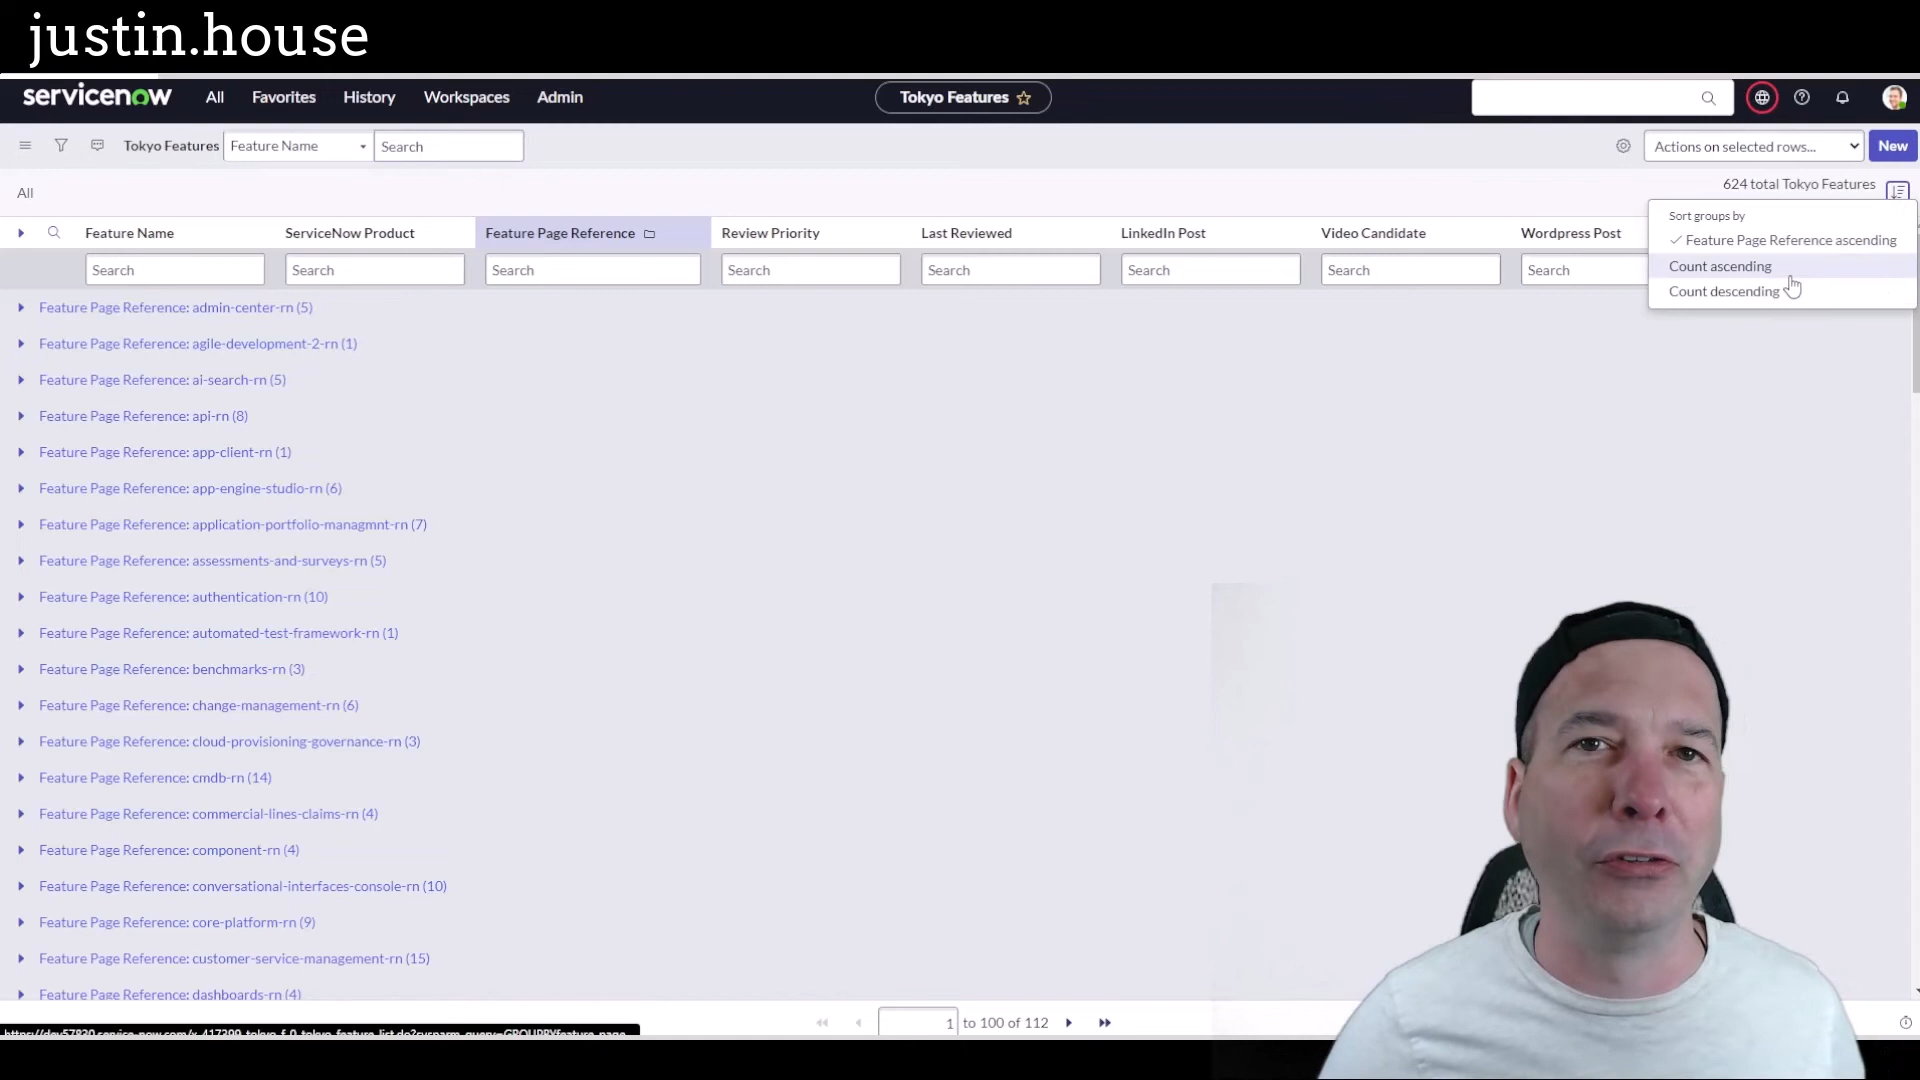 justin.house
servicenow All Favorites History Workspaces Admin Tokyo Features
Tokyo Features Feature Name Search Actions on selected rows... New
All 624 total Tokyo Features
Sort groups by
Feature Page Reference ascending
Count ascending
Count descending
Feature Name ServiceNow Product Feature Page Reference Review Priority Last Reviewed LinkedIn Post Video Candidate Wordpress Post
Search Search Search Search Search Search Search Search
Feature Page Reference: admin-center-rn (5)
Feature Page Reference: agile-development-2-rn (1)
Feature Page Reference: ai-search-rn (5)
Feature Page Reference: api-rn (8)
Feature Page Reference: app-client-rn (1)
Feature Page Reference: app-engine-studio-rn (6)
Feature Page Reference: application-portfolio-managmnt-rn (7)
Feature Page Reference: assessments-and-surveys-rn (5)
Feature Page Reference: authentication-rn (10)
Feature Page Reference: automated-test-framework-rn (1)
Feature Page Reference: benchmarks-rn (3)
Feature Page Reference: change-management-rn (6)
Feature Page Reference: cloud-provisioning-governance-rn (3)
Feature Page Reference: cmdb-rn (14)
Feature Page Reference: commercial-lines-claims-rn (4)
Feature Page Reference: component-rn (4)
Feature Page Reference: conversational-interfaces-console-rn (10)
Feature Page Reference: core-platform-rn (9)
Feature Page Reference: customer-service-management-rn (15)
Feature Page Reference: dashboards-rn (4)
1 to 100 of 112